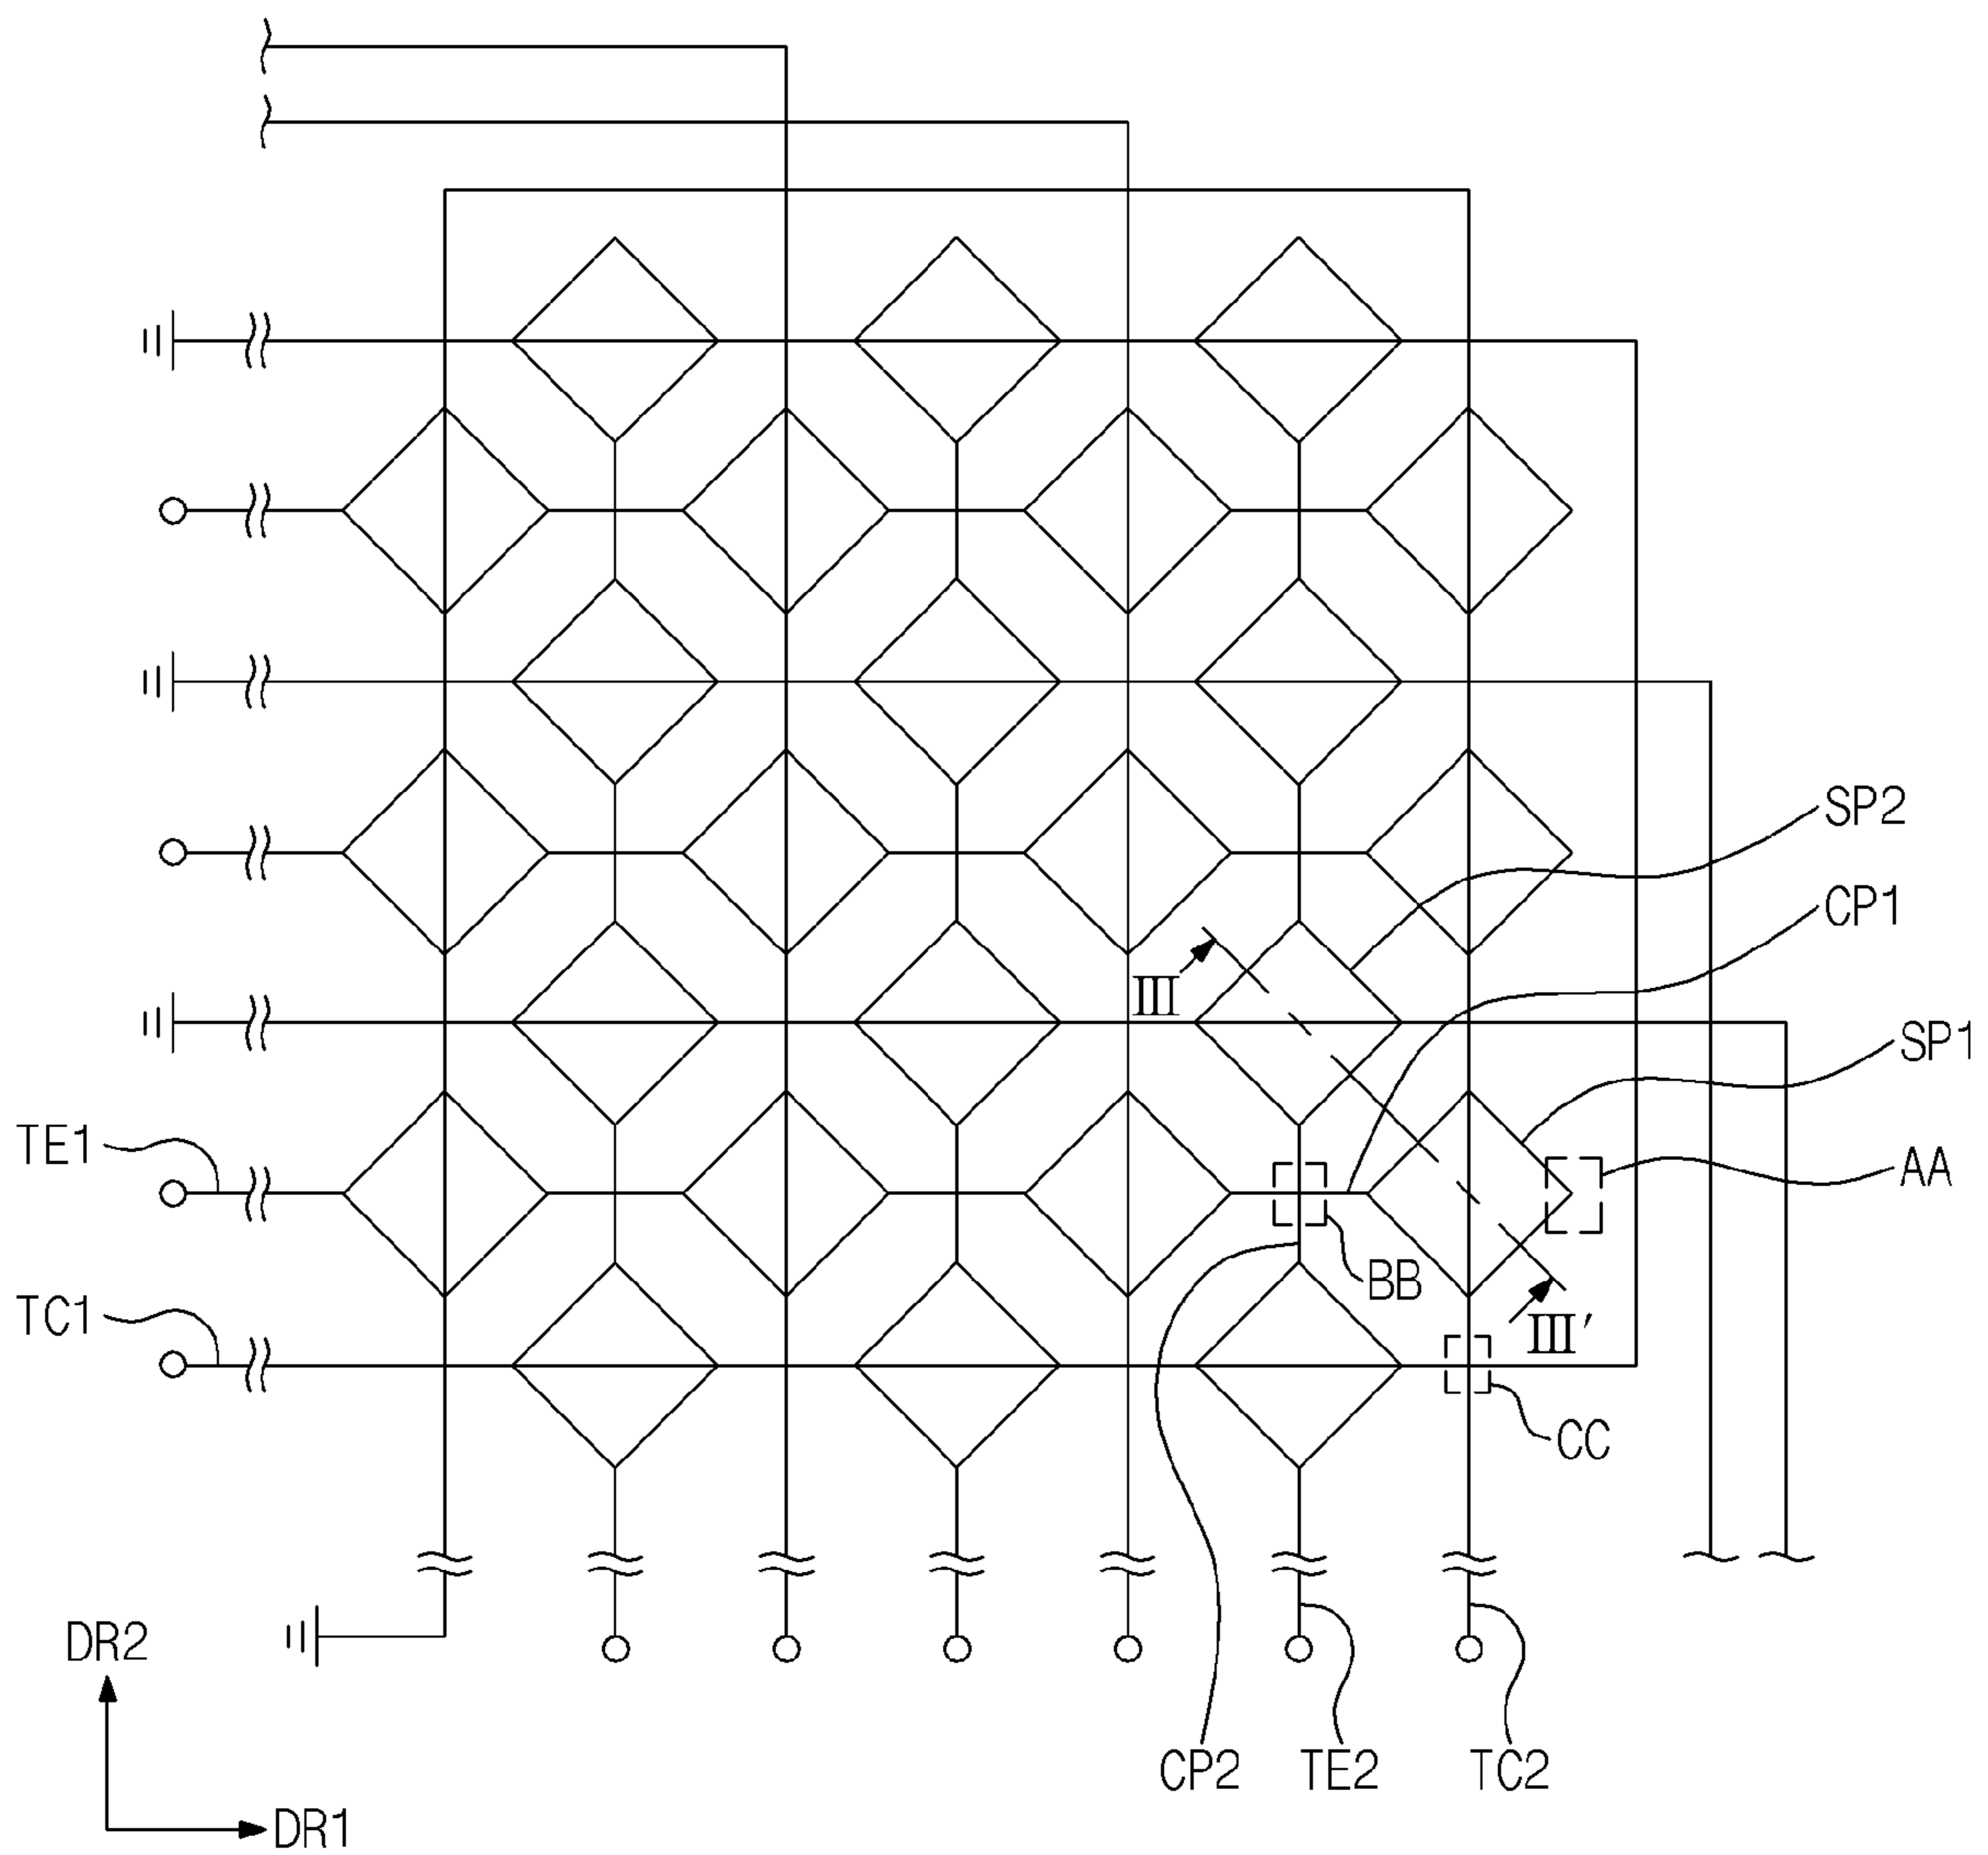 SP2
CP1
III
SP1
TE1
AA
BB
TC1
III′
CC
DR2
CP2
TE2
TC2
DR1